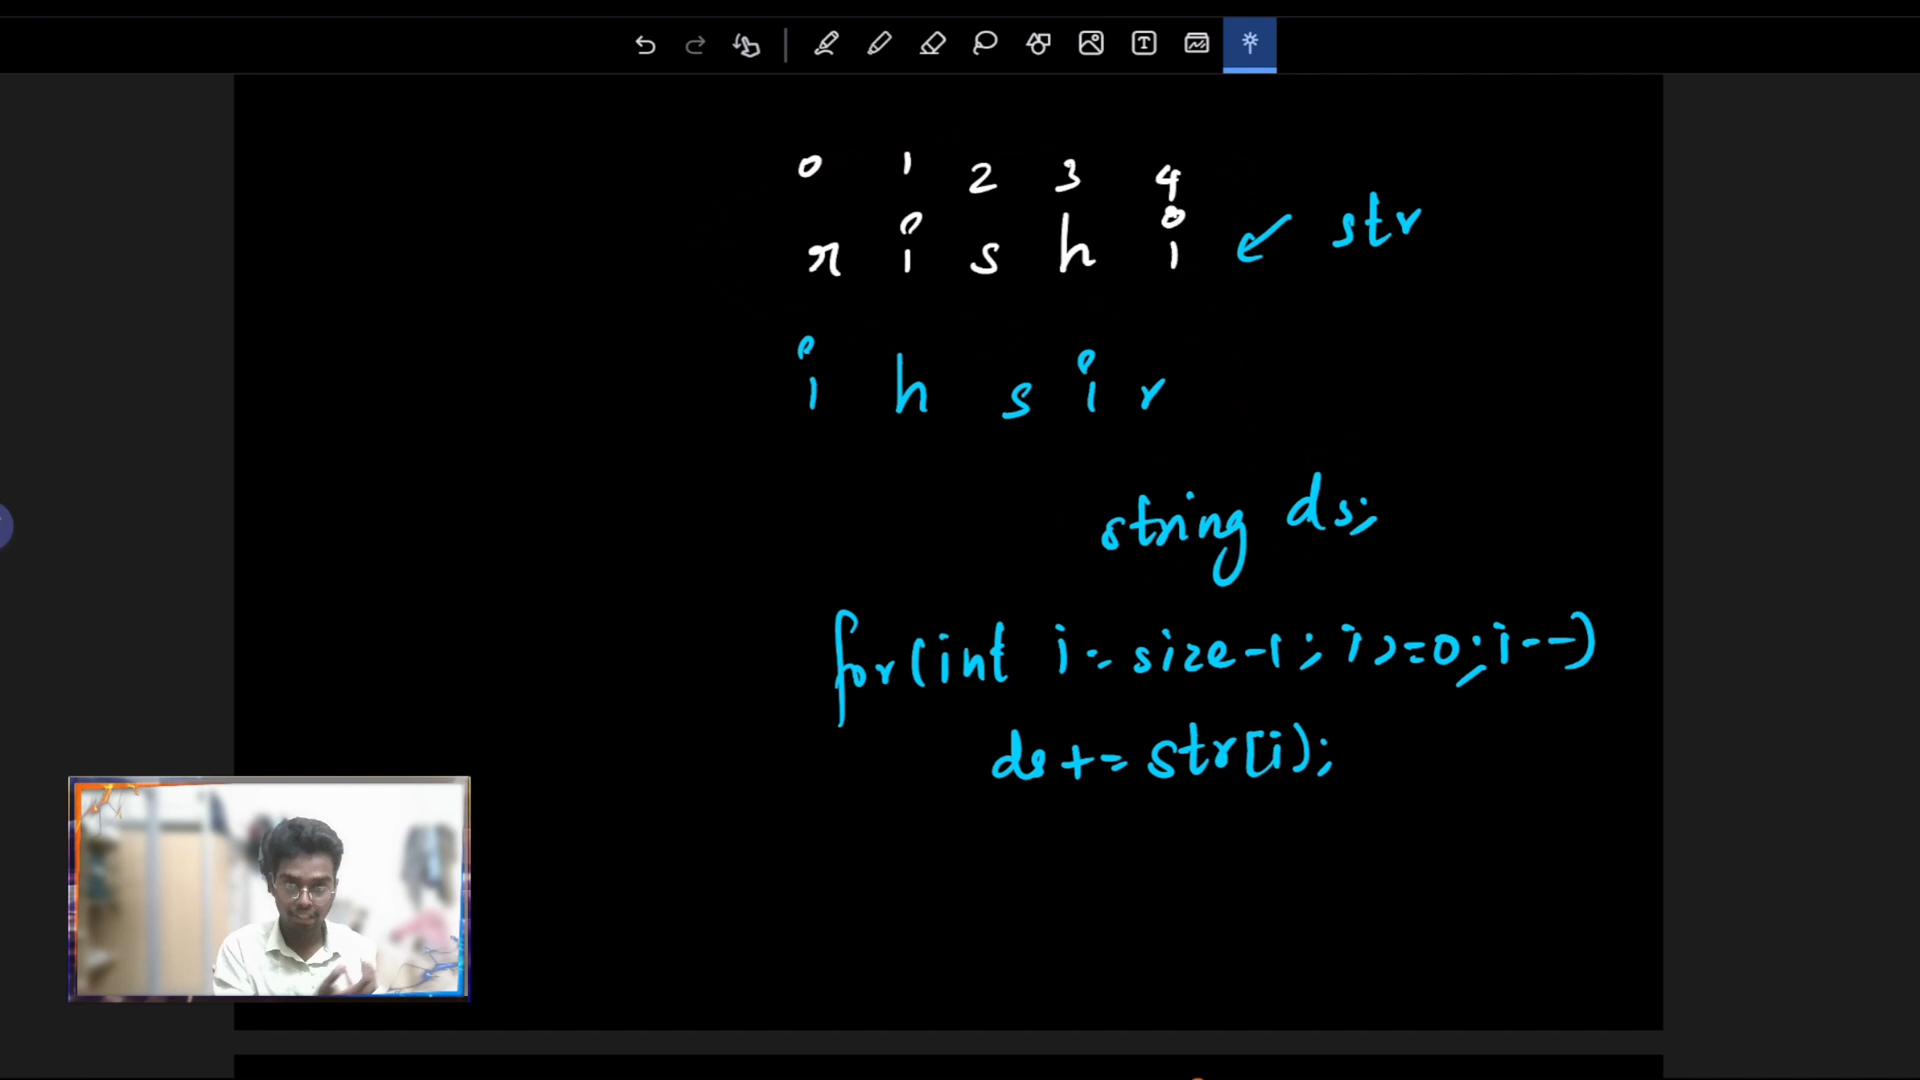 0 1 2 3 4
r i s h i ↙ str
i h s i r
string ds;
for(int i = size-1; i >= 0; i--)
ds += str[i];